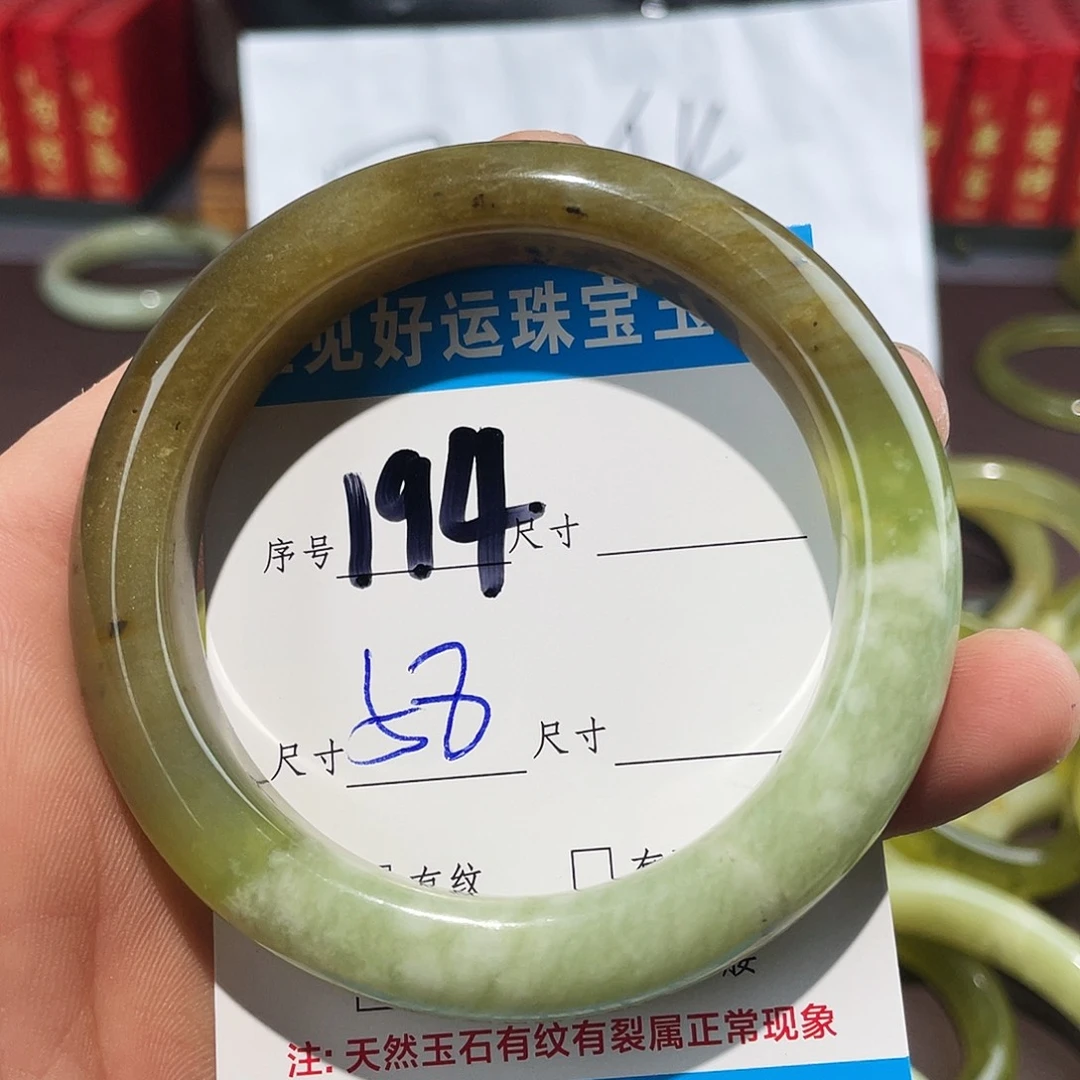 见好运珠宝玉
序号 194 尺寸
尺寸 58 尺寸
有纹
注: 天然玉石有纹有裂属正常现象